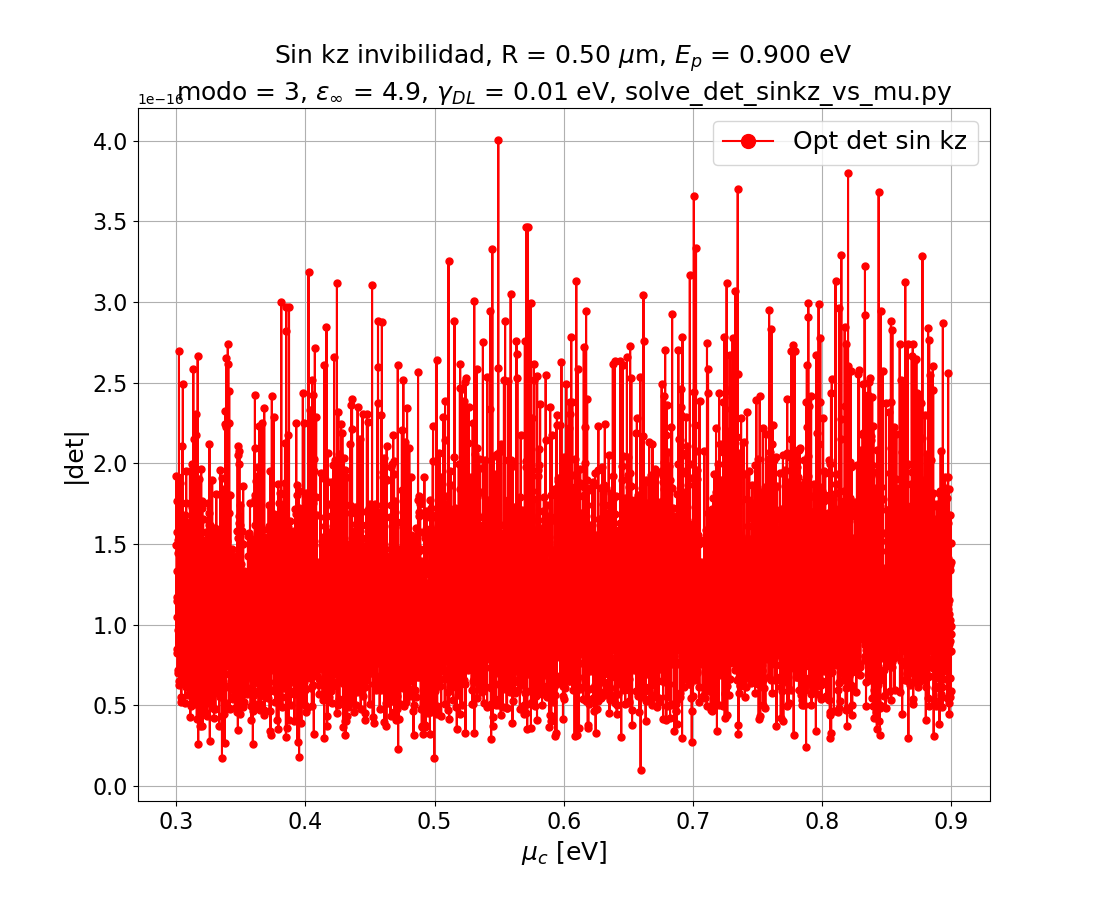 Sin kz invibilidad, R = 0.50 μm, E_p = 0.900 eV
modo = 3, ε_∞ = 4.9, γ_DL = 0.01 eV, solve_det_sinkz_vs_mu.py
1e−16
Opt det sin kz
4.0
3.5
3.0
2.5
2.0
1.5
1.0
0.5
0.0
|det|
0.3 0.4 0.5 0.6 0.7 0.8 0.9
μ_c [eV]